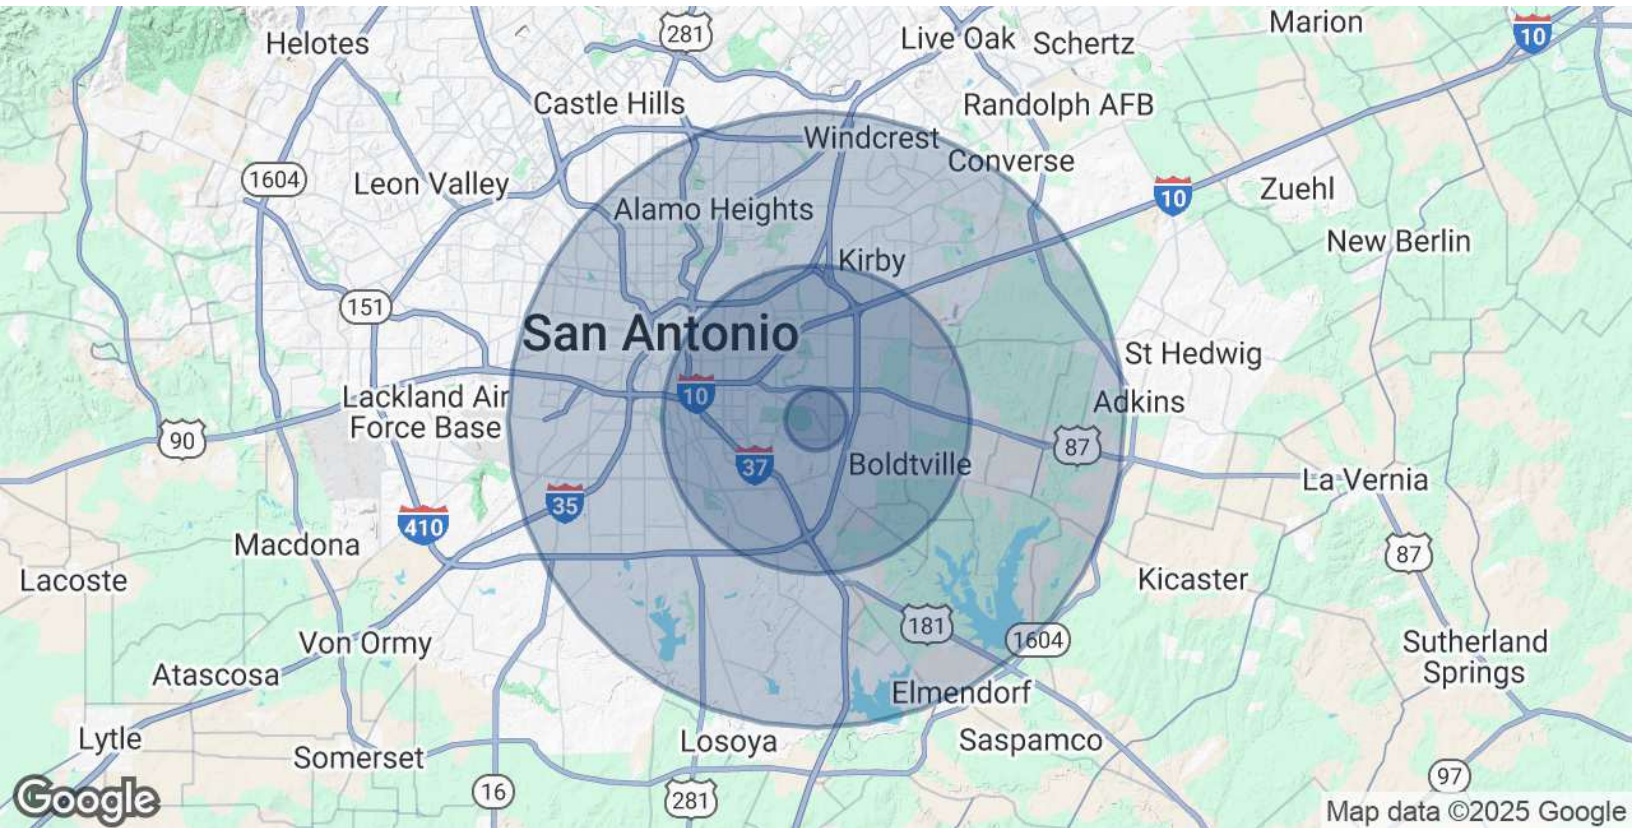 Marion
Helotes
281
Live Oak
Schertz
10
Castle Hills
Randolph AFB
Windcrest
Converse
1604
Leon Valley
10
Zuehl
Alamo Heights
New Berlin
Kirby
151
San Antonio
St Hedwig
Lackland Air
Force Base
10
Adkins
90
87
37
Boldtville
La Vernia
35
410
Macdona
87
Lacoste
Kicaster
181
1604
Von Ormy
Sutherland
Springs
Atascosa
Elmendorf
Lytle
Losoya
Saspamco
Somerset
97
16
281
Google
Map data ©2025 Google